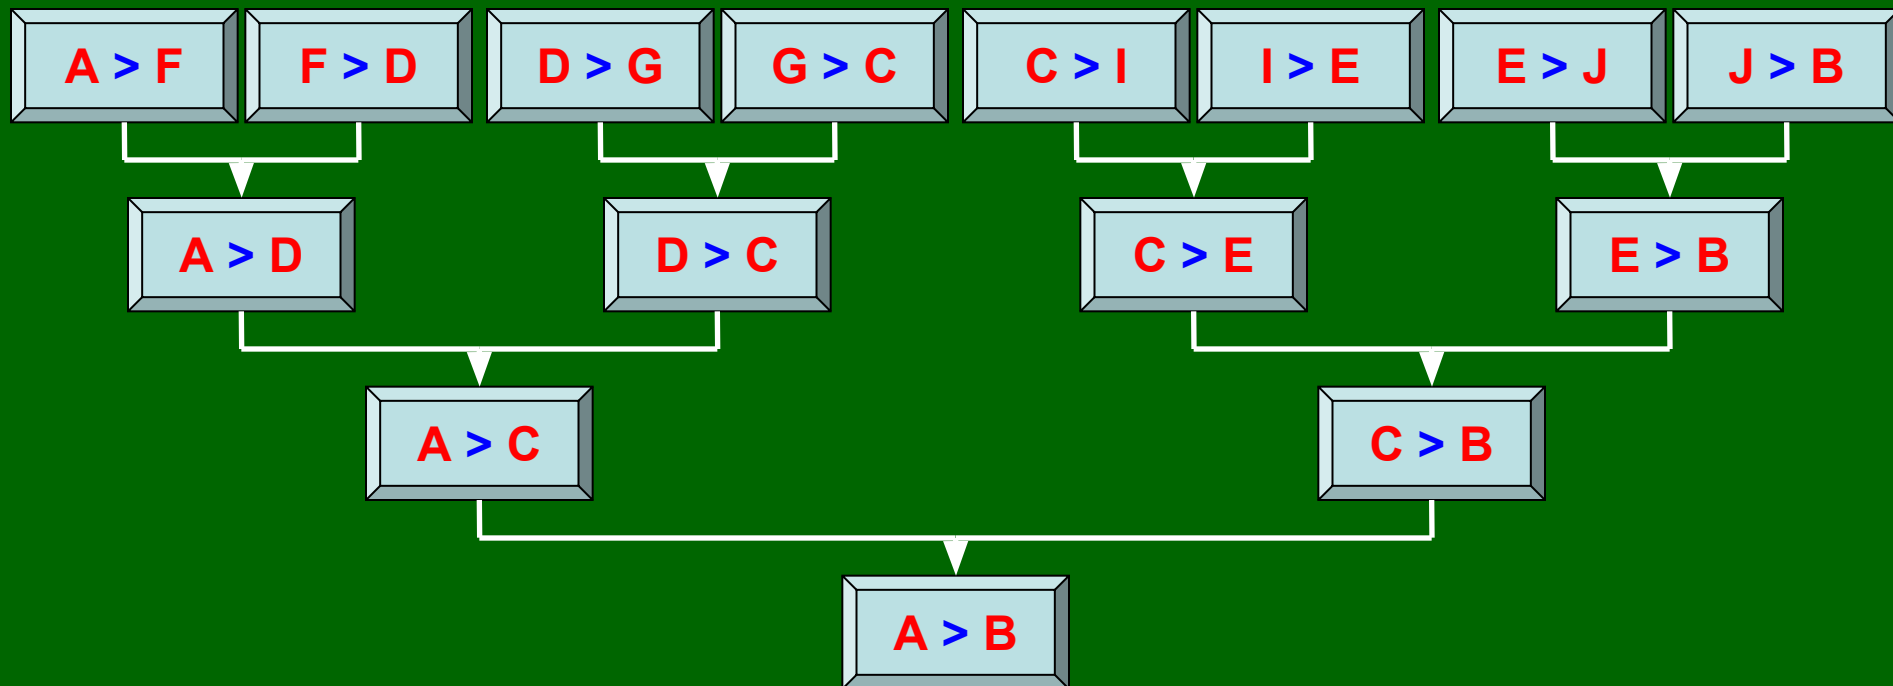 A > F F > D D > G G > C C > I I > E E > J J > B
A > D D > C C > E E > B
A > C C > B
A > B